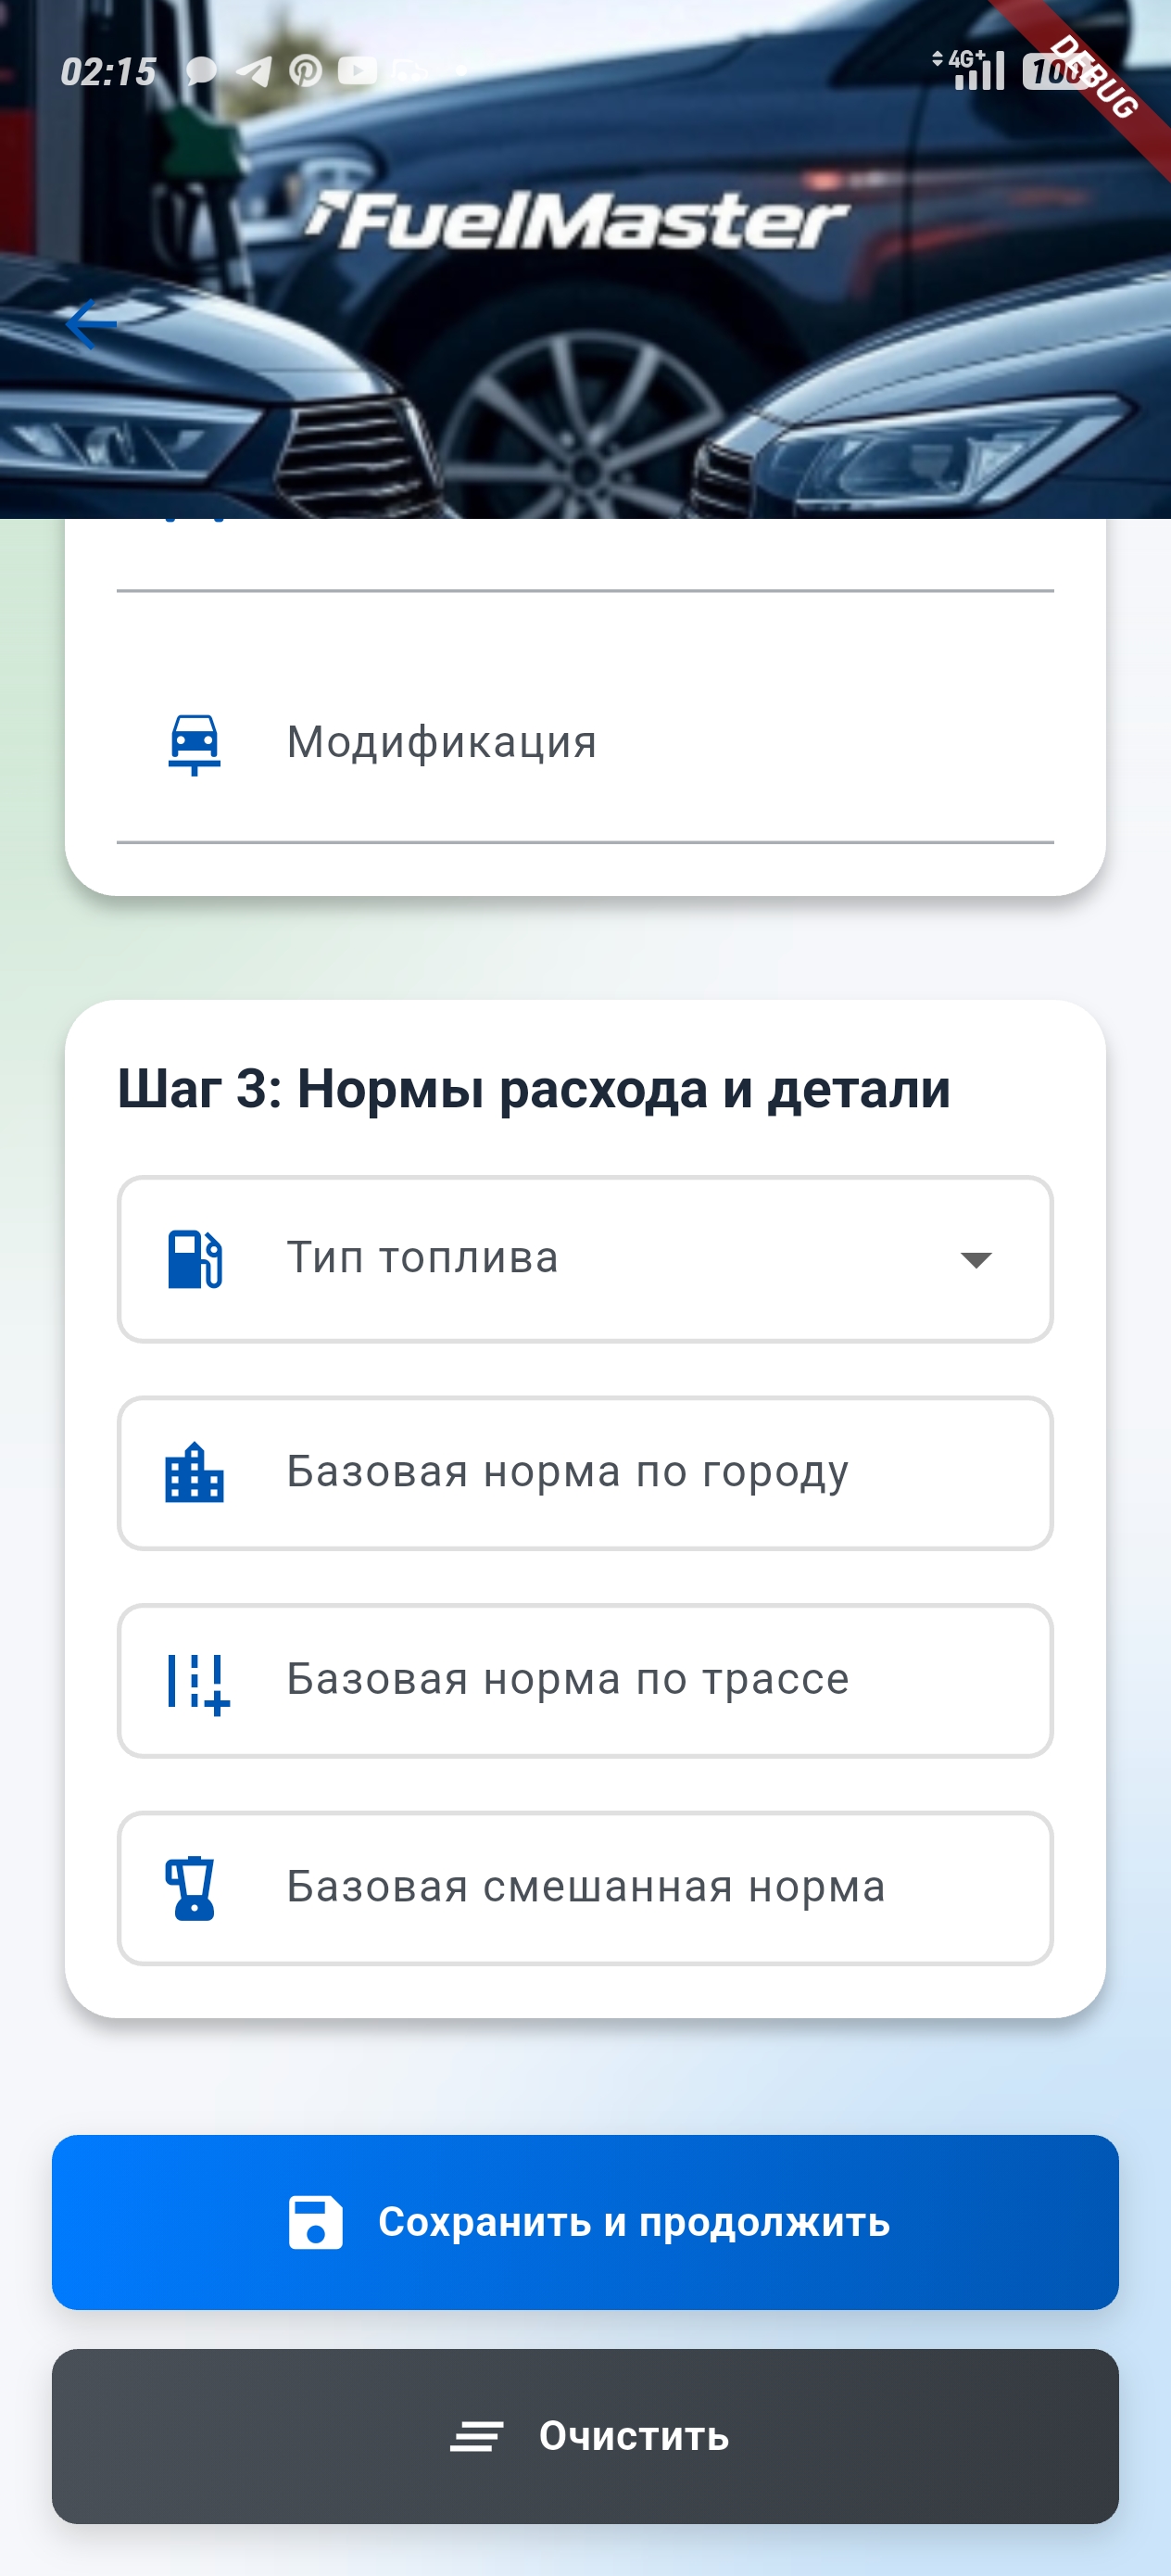 02:15
4G+
100
DEBUG
FuelMaster
Модификация
Шаг 3: Нормы расхода и детали
Тип топлива
Базовая норма по городу
Базовая норма по трассе
Базовая смешанная норма
Сохранить и продолжить
Очистить